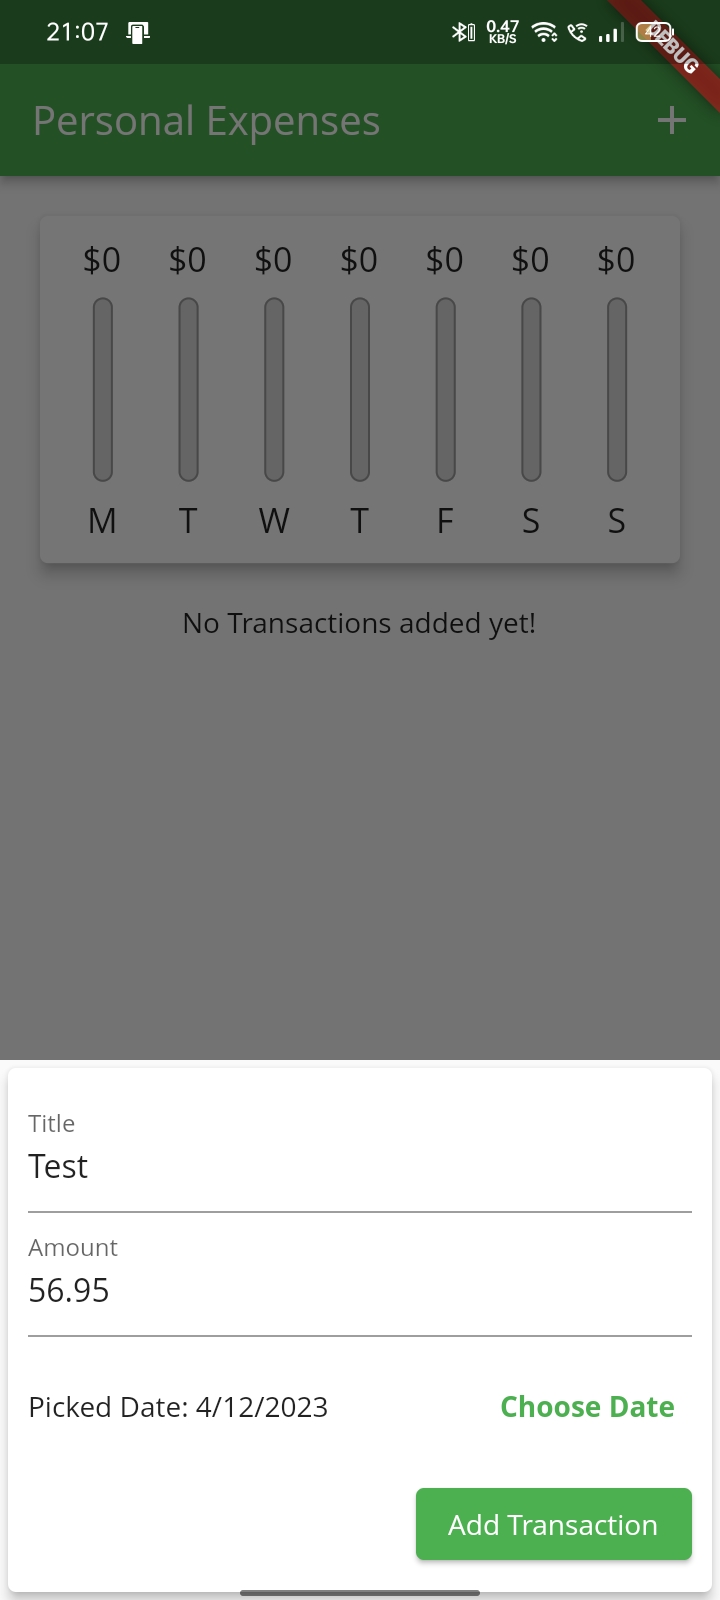 21:07 0.47 KB/S 42 DEBUG
Personal Expenses +
$0 $0 $0 $0 $0 $0 $0
M T W T F S S
No Transactions added yet!
Title
Test
Amount
56.95
Picked Date: 4/12/2023 Choose Date
Add Transaction